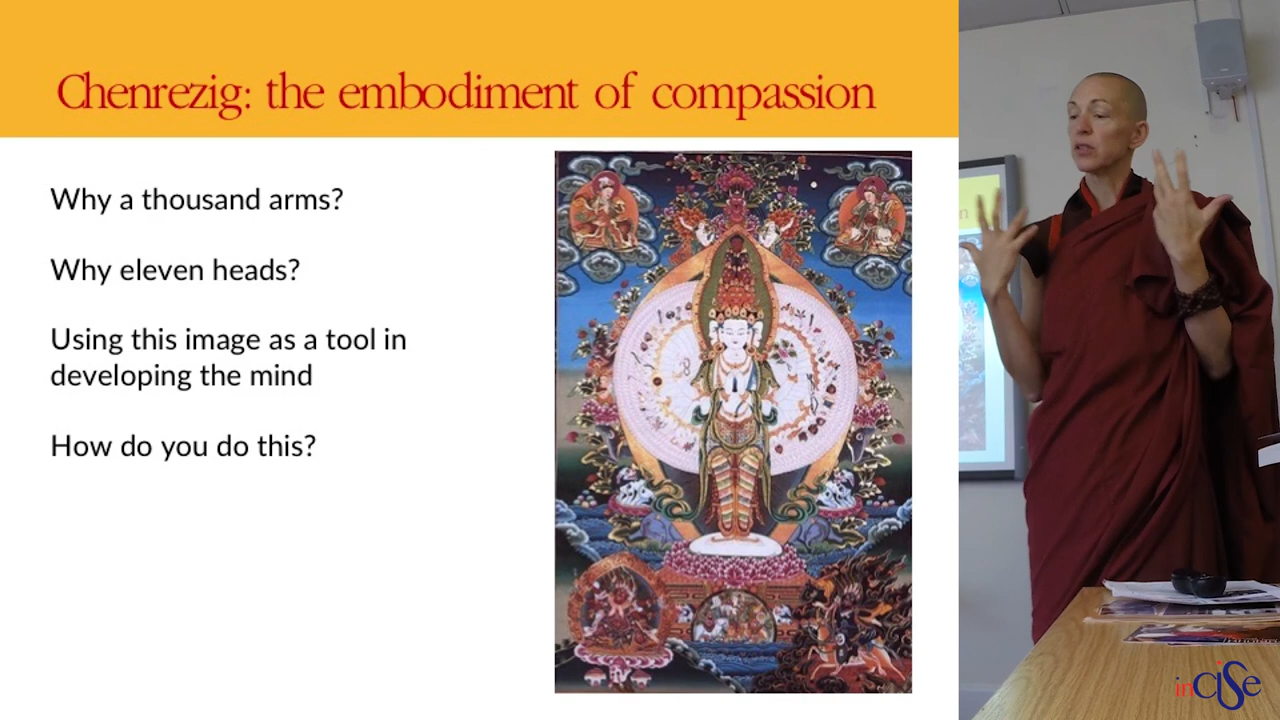 Chenrezig: the embodiment of compassion
Why a thousand arms?
Why eleven heads?
Using this image as a tool in
developing the mind
How do you do this?
inCISe